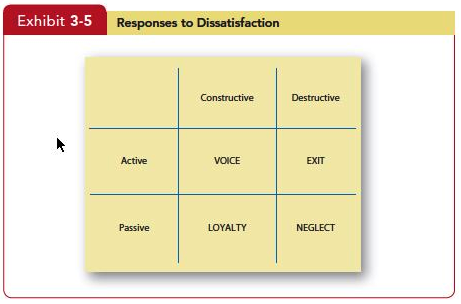 Exhibit 3-5 Responses to Dissatisfaction
Constructive Destructive
Active VOICE EXIT
Passive LOYALTY NEGLECT